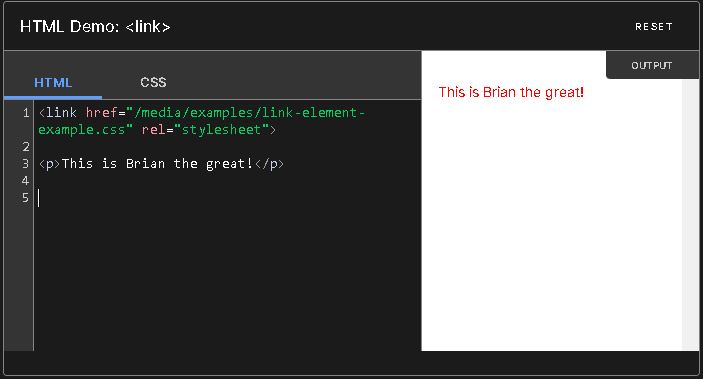 HTML Demo: <link>
RESET
HTML
CSS
OUTPUT
1 <link href="/media/examples/link-element-
example.css" rel="stylesheet">
2
3 <p>This is Brian the great!</p>
4
5
This is Brian the great!